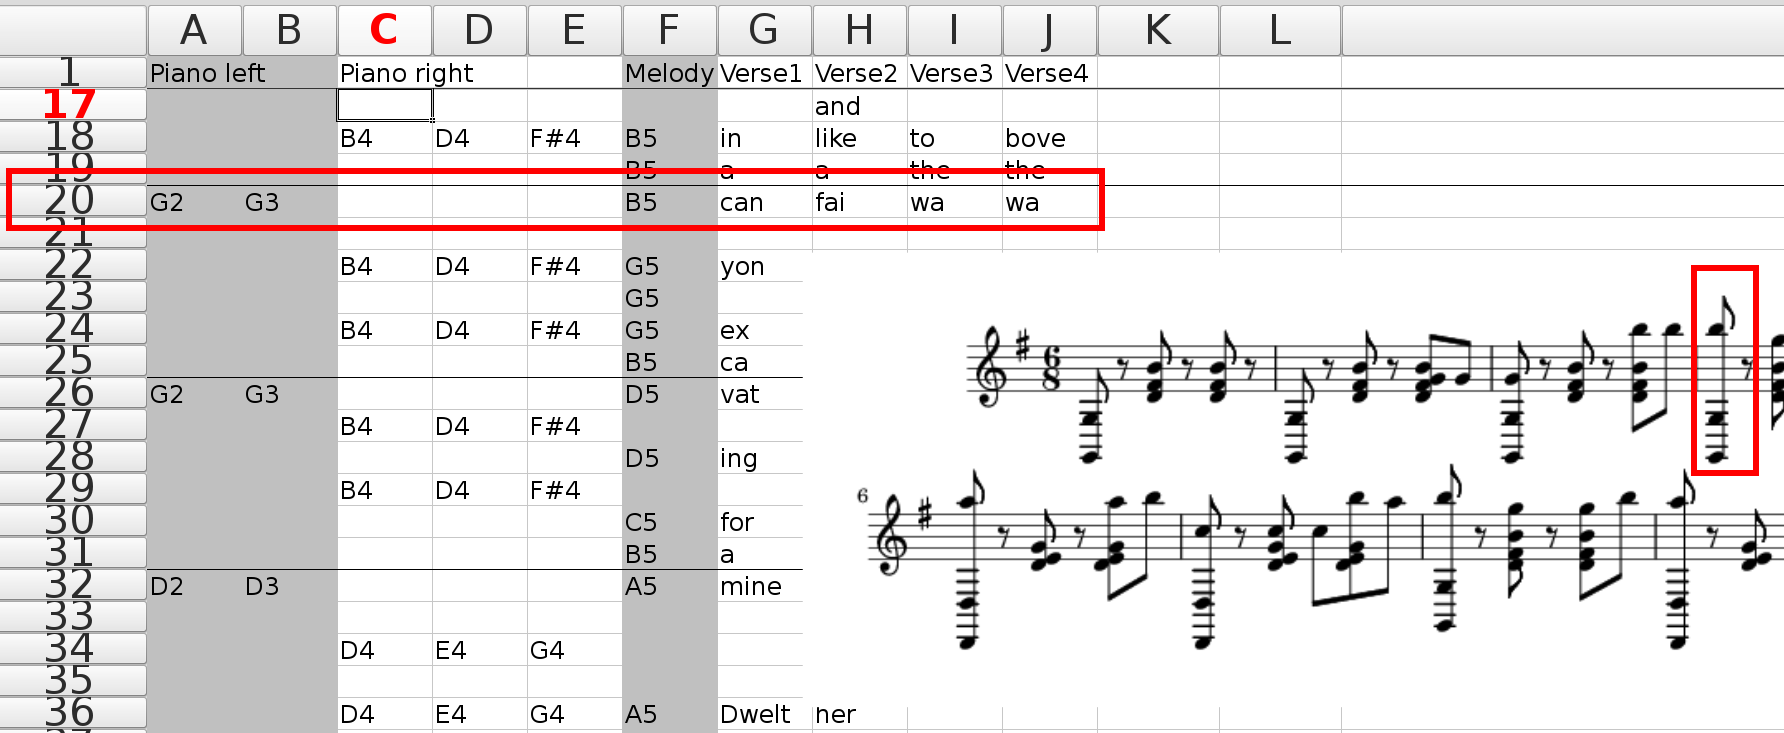 A B C D E F G H I J K L
1 Piano left Piano right Melody Verse1 Verse2 Verse3 Verse4
17 and
18 B4 D4 F#4 B5 in like to bove
19 B5 a a the the
20 G2 G3 B5 can fai wa wa
21
22 B4 D4 F#4 G5 yon
23 G5
24 B4 D4 F#4 G5 ex
25 B5 ca
26 G2 G3 D5 vat
27 B4 D4 F#4
28 D5 ing
29 B4 D4 F#4
30 C5 for
31 B5 a
32 D2 D3 A5 mine
33
34 D4 E4 G4
35
36 D4 E4 G4 A5 Dwelt her
6
8
6